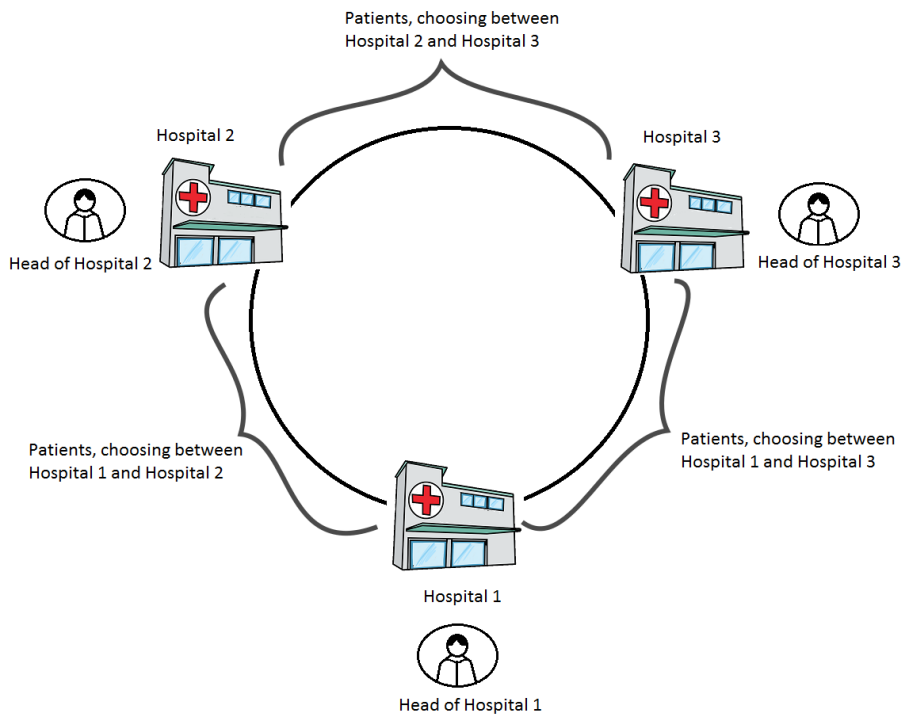 Patients, choosing between
Hospital 2 and Hospital 3
Hospital 2
Hospital 3
Head of Hospital 2
Head of Hospital 3
Patients, choosing between
Hospital 1 and Hospital 2
Patients, choosing between
Hospital 1 and Hospital 3
Hospital 1
Head of Hospital 1